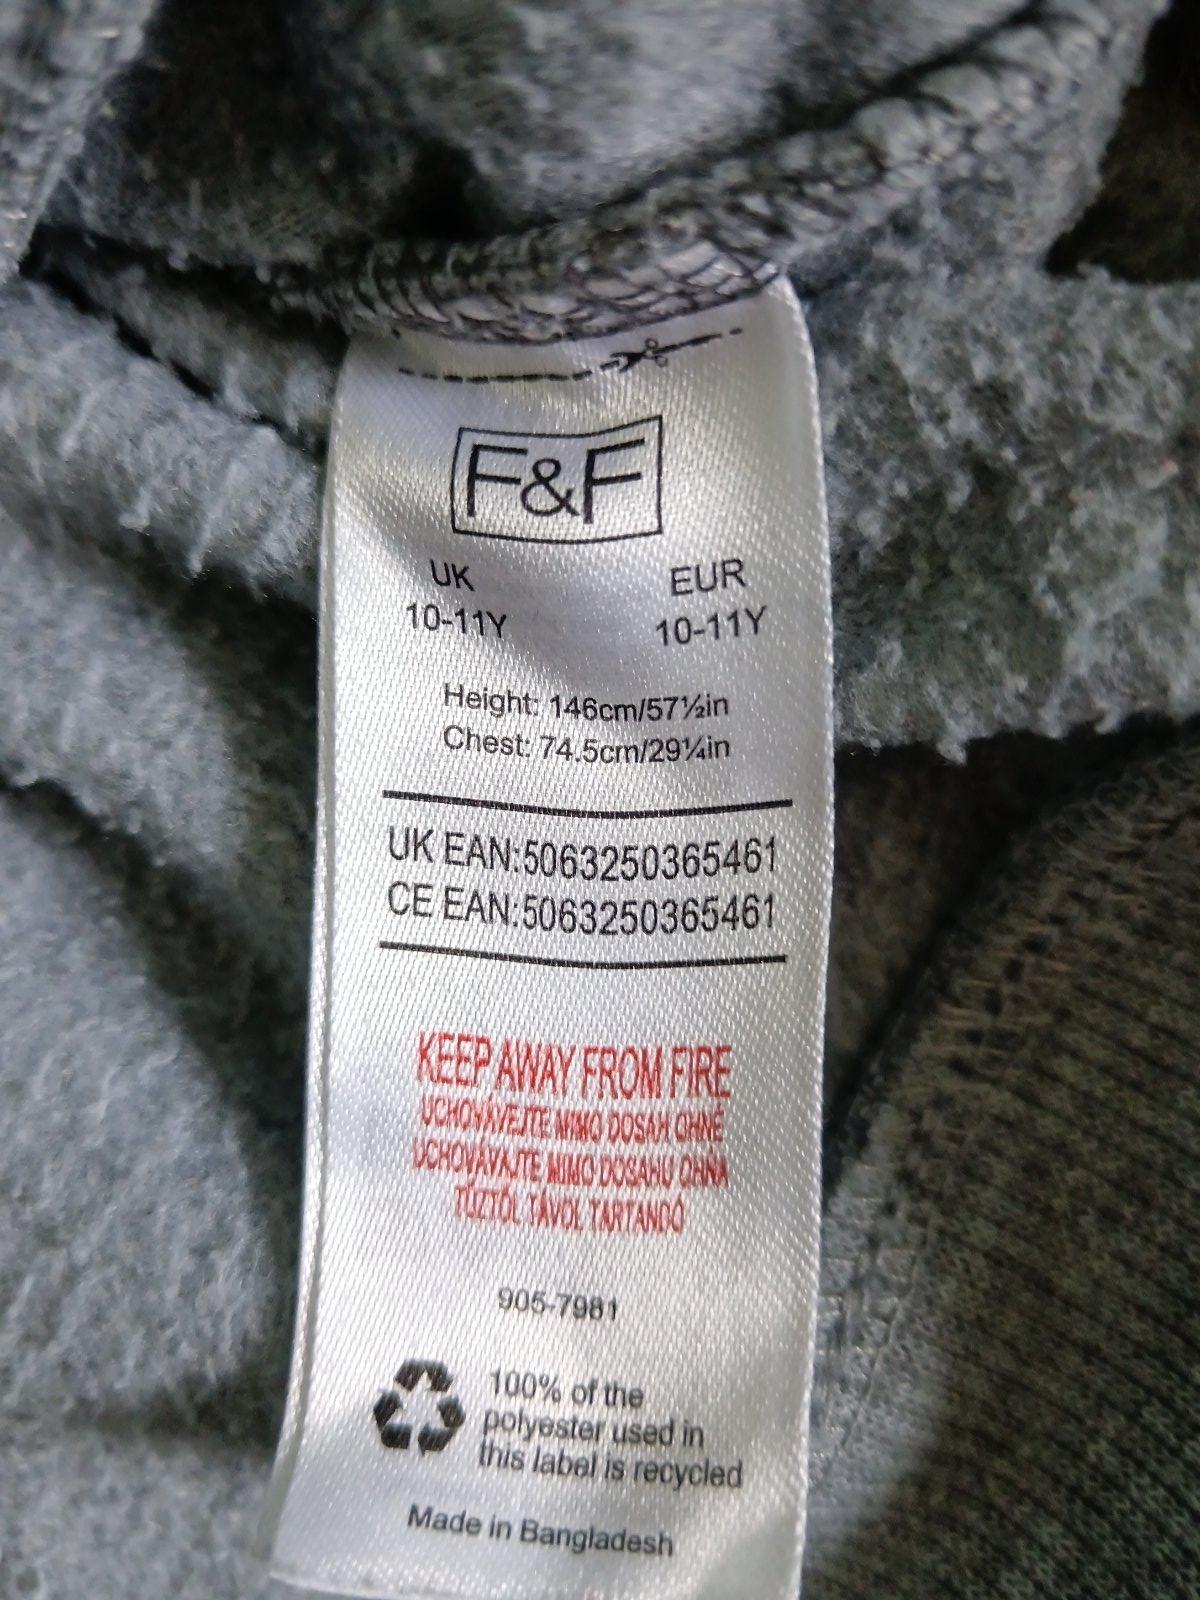 F&F
UK EUR
10-11Y 10-11Y
Height: 146cm/57½in
Chest: 74.5cm/29¼in
UK EAN:5063250365461
CE EAN:5063250365461
KEEP AWAY FROM FIRE
UCHOVÁVEJTE MIMO DOSAH OHNĚ
UCHOVÁVAJTE MIMO DOSAHU OHŇA
TŰZTŐL TÁVOL TARTANDÓ
905-7981
100% of the
polyester used in
this label is recycled
Made in Bangladesh